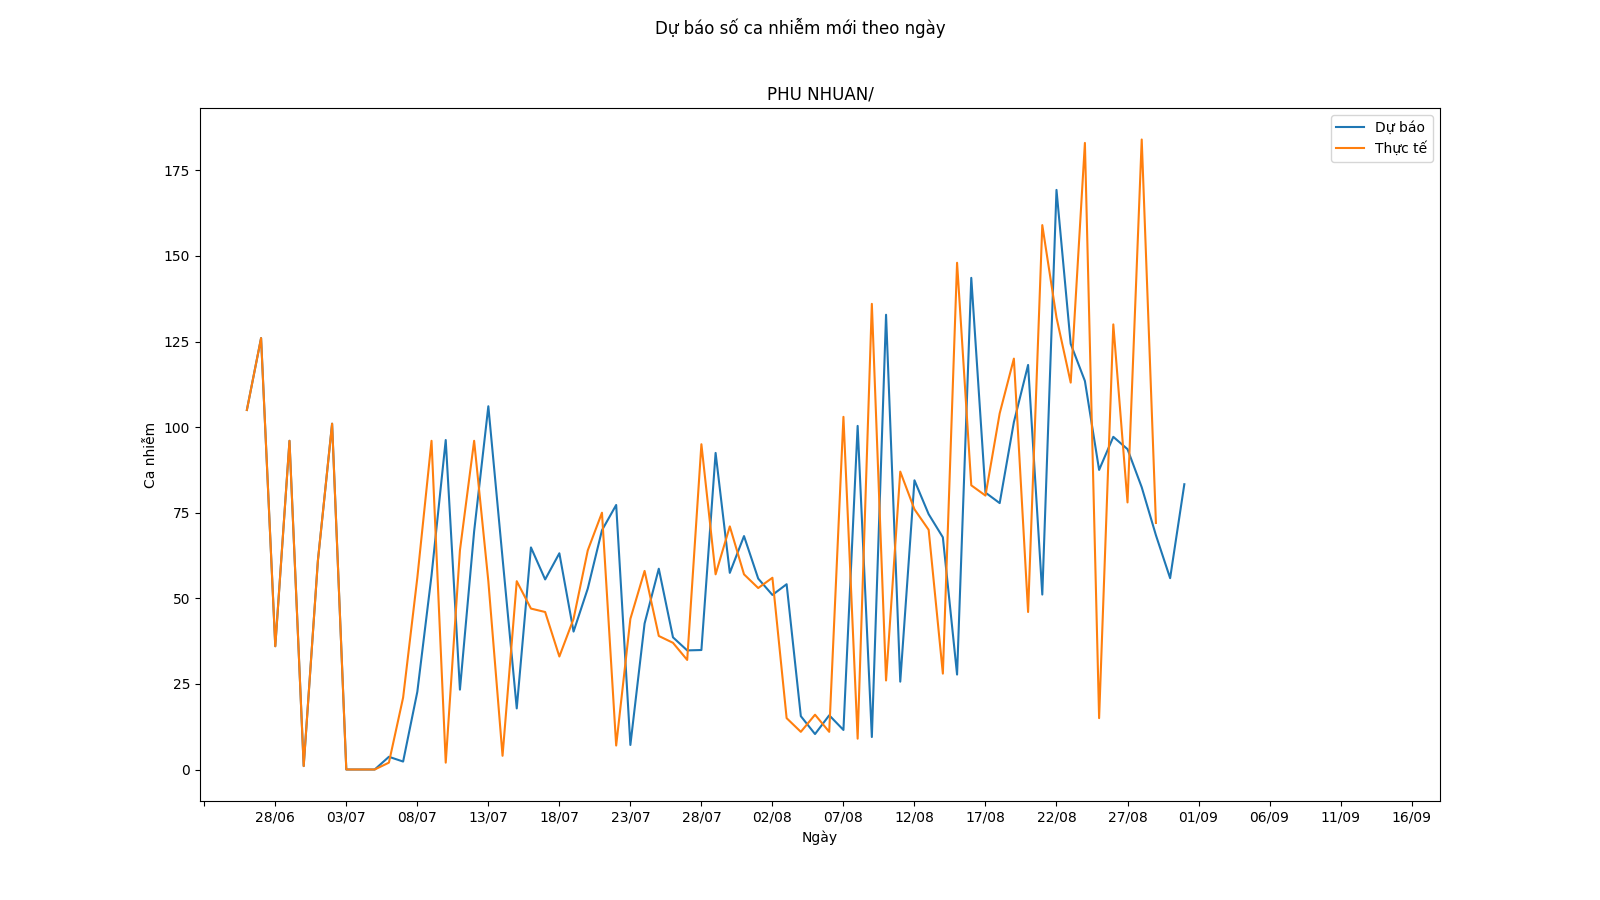 Dự báo số ca nhiễm mới theo ngày
PHU NHUAN/
Dự báo
Thực tế
175
150
125
100
75
50
25
0
Ca nhiễm
28/06 03/07 08/07 13/07 18/07 23/07 28/07 02/08 07/08 12/08 17/08 22/08 27/08 01/09 06/09 11/09 16/09
Ngày